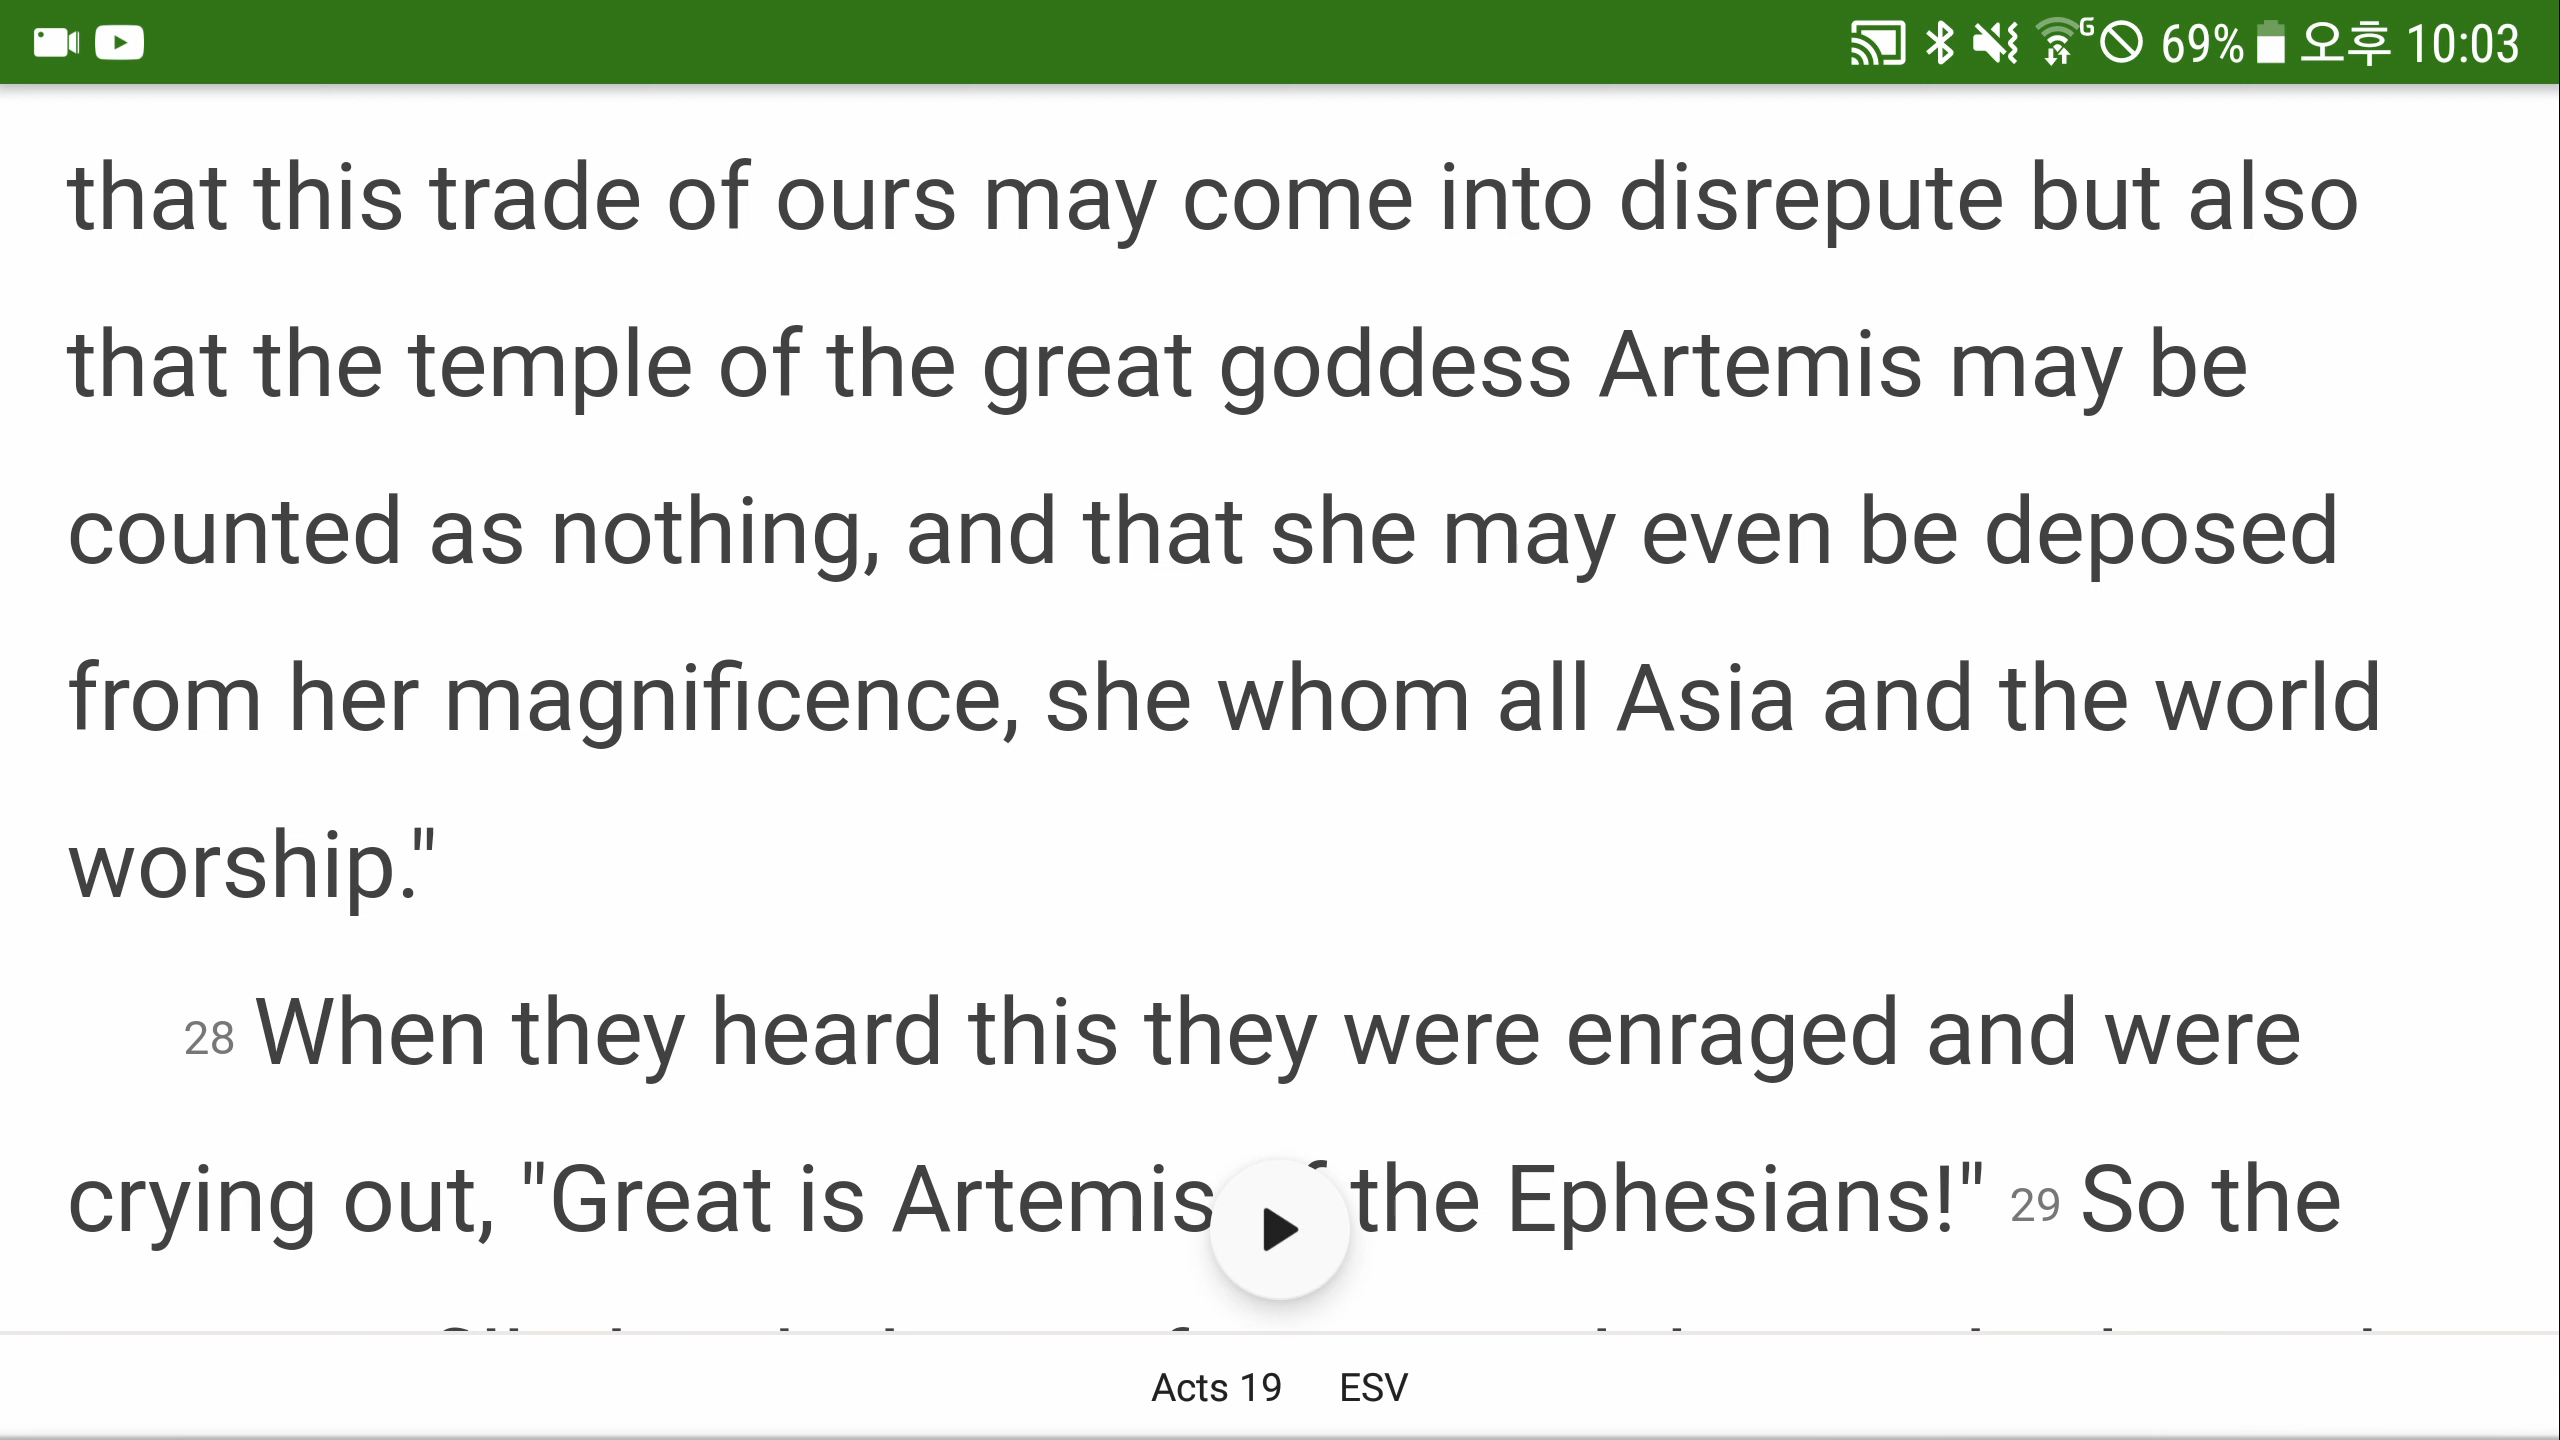 69% 오후 10:03
that this trade of ours may come into disrepute but also
that the temple of the great goddess Artemis may be
counted as nothing, and that she may even be deposed
from her magnificence, she whom all Asia and the world
worship."
28 When they heard this they were enraged and were
crying out, "Great is Artemis the Ephesians!" 29 So the
Acts 19 ESV